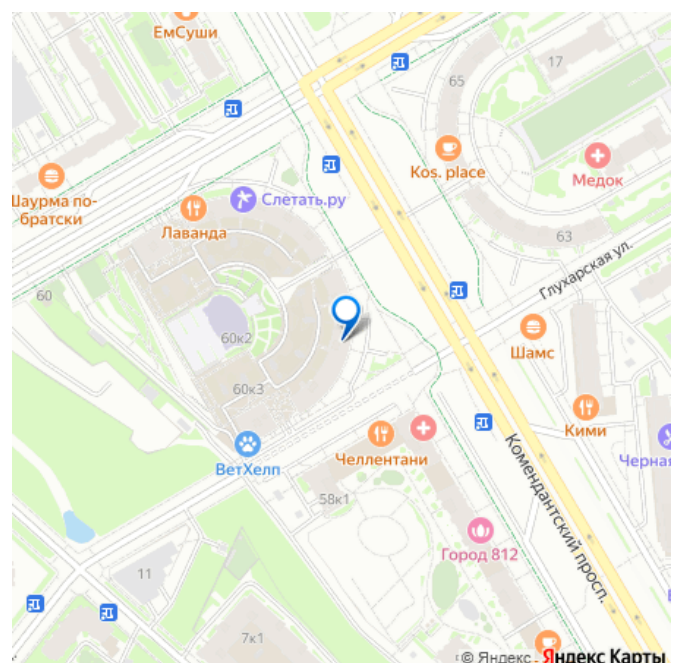 ЕмСуши
17
65
Kos. place
Медок
Шаурма по-
братски
Слетать.ру
Лаванда
63
Глухарская ул.
60
60к2
Шамс
60к3
Кими
Челлентани
Черная
ВетХелп
Комендантский просп.
58к1
Город 812
11
7к1
© Яндекс Яндекс Карты